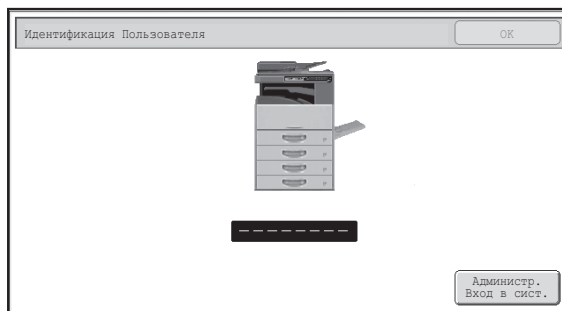 Идентификация Пользователя
OK
--------
Администр.
Вход в сист.